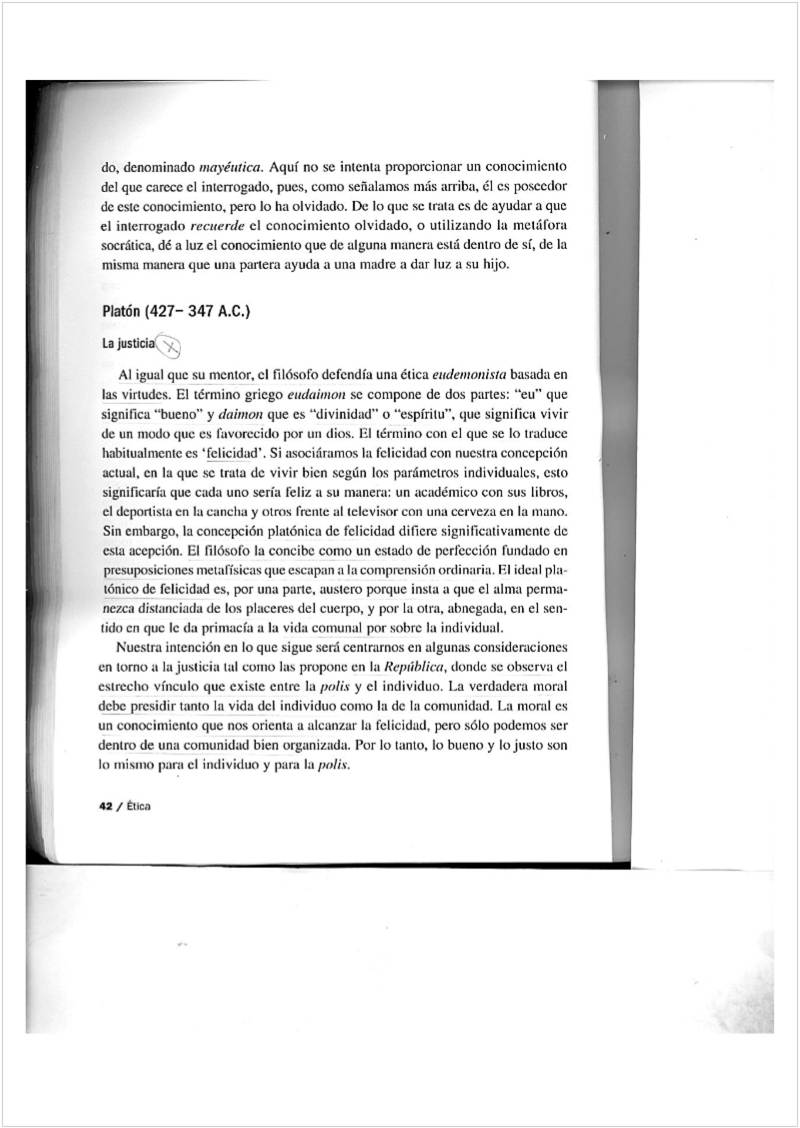 do, denominado mayéutica. Aquí no se intenta proporcionar un conocimiento
del que carece el interrogado, pues, como señalamos más arriba, él es poseedor
de este conocimiento, pero lo ha olvidado. De lo que se trata es de ayudar a que
el interrogado recuerde el conocimiento olvidado, o utilizando la metáfora
socrática, dé a luz el conocimiento que de alguna manera está dentro de sí, de la
misma manera que una partera ayuda a una madre a dar luz a su hijo.
Platón (427– 347 A.C.)
La justicia
Al igual que su mentor, el filósofo defendía una ética eudemonista basada en
las virtudes. El término griego eudaimon se compone de dos partes: “eu” que
significa “bueno” y daimon que es “divinidad” o “espíritu”, que significa vivir
de un modo que es favorecido por un dios. El término con el que se lo traduce
habitualmente es ‘felicidad’. Si asociáramos la felicidad con nuestra concepción
actual, en la que se trata de vivir bien según los parámetros individuales, esto
significaría que cada uno sería feliz a su manera: un académico con sus libros,
el deportista en la cancha y otros frente al televisor con una cerveza en la mano.
Sin embargo, la concepción platónica de felicidad difiere significativamente de
esta acepción. El filósofo la concibe como un estado de perfección fundado en
presuposiciones metafísicas que escapan a la comprensión ordinaria. El ideal pla-
tónico de felicidad es, por una parte, austero porque insta a que el alma perma-
nezca distanciada de los placeres del cuerpo, y por la otra, abnegada, en el sen-
tido en que le da primacía a la vida comunal por sobre la individual.
Nuestra intención en lo que sigue será centrarnos en algunas consideraciones
en torno a la justicia tal como las propone en la República, donde se observa el
estrecho vínculo que existe entre la polis y el individuo. La verdadera moral
debe presidir tanto la vida del individuo como la de la comunidad. La moral es
un conocimiento que nos orienta a alcanzar la felicidad, pero sólo podemos ser
dentro de una comunidad bien organizada. Por lo tanto, lo bueno y lo justo son
lo mismo para el individuo y para la polis.
42 / Ética